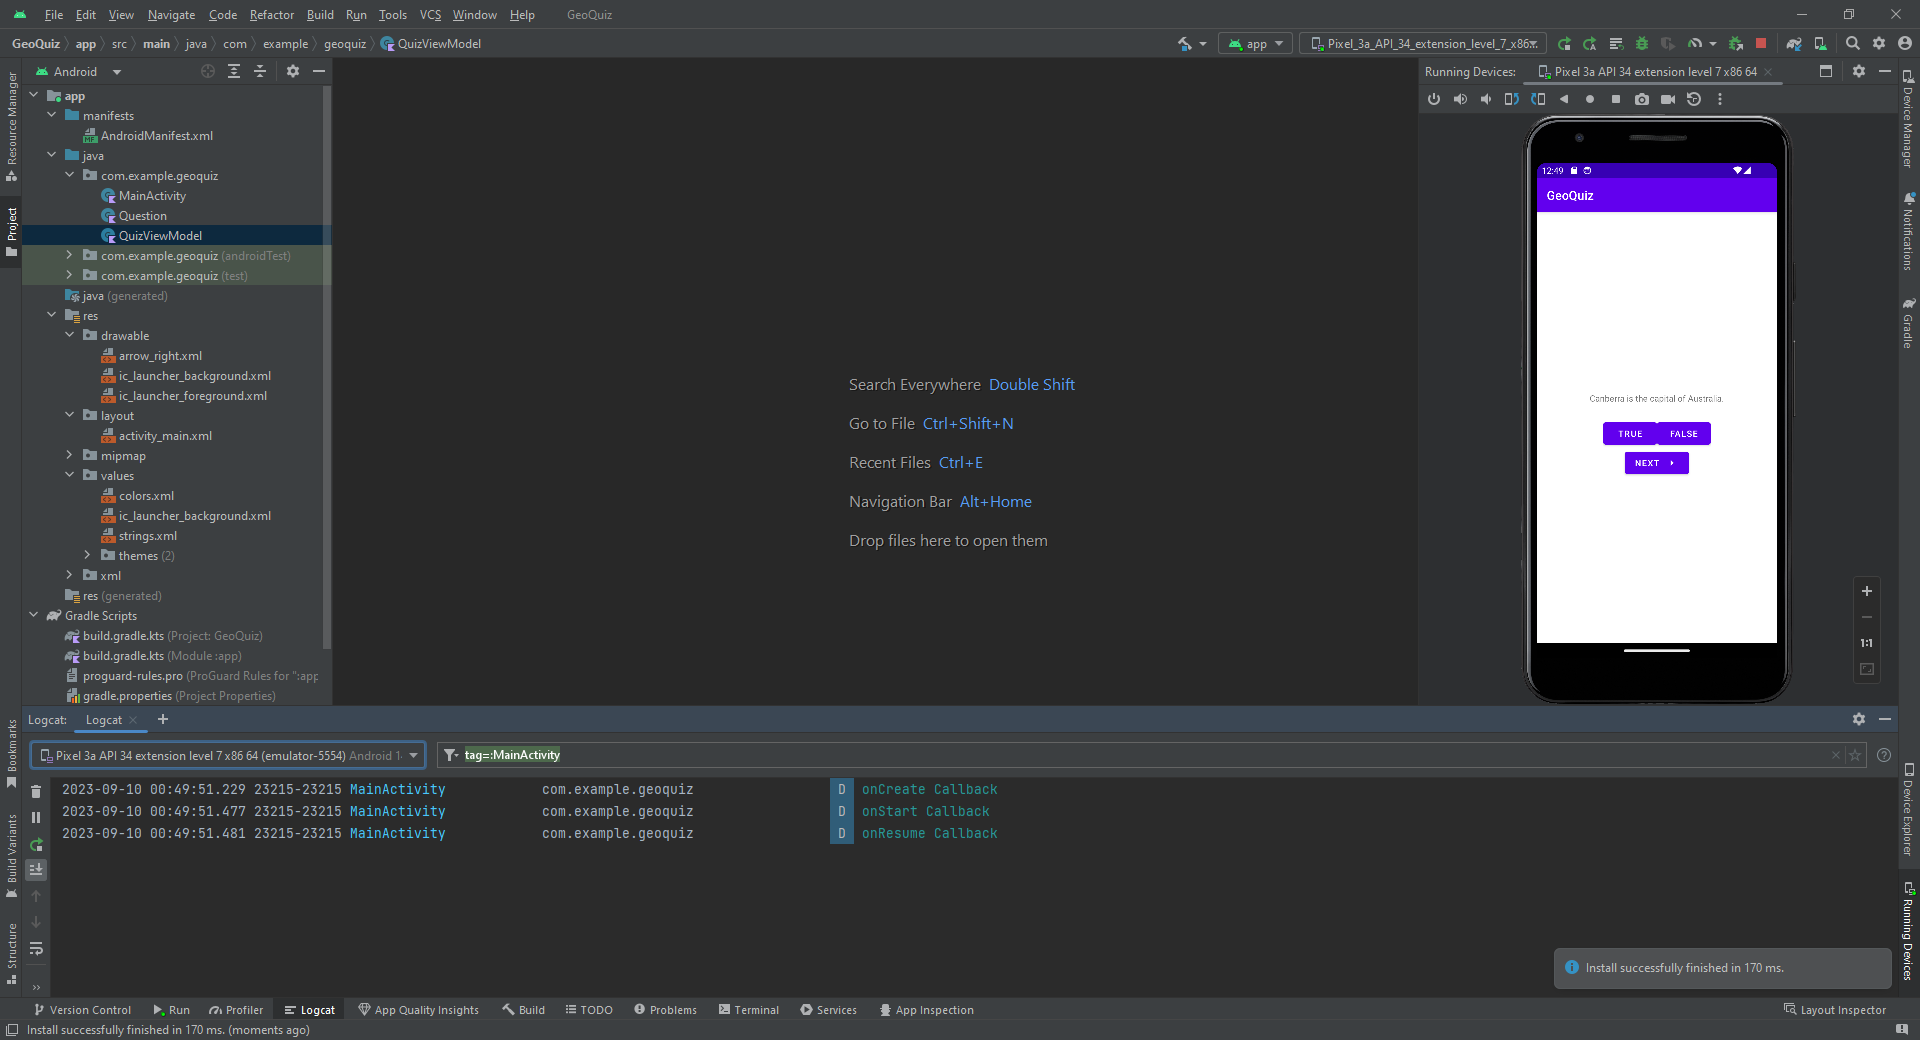 File Edit View Navigate Code Refactor Build Run Tools VCS Window Help GeoQuiz
GeoQuiz app src main java com example geoquiz QuizViewModel
app
Pixel_3a_API_34_extension_level_7_x86
Android
Running Devices: Pixel 3a API 34 extension level 7 x86 64
app
manifests
AndroidManifest.xml
java
com.example.geoquiz
MainActivity
Question
QuizViewModel
com.example.geoquiz (androidTest)
com.example.geoquiz (test)
java (generated)
res
drawable
arrow_right.xml
ic_launcher_background.xml
ic_launcher_foreground.xml
layout
activity_main.xml
mipmap
values
colors.xml
ic_launcher_background.xml
strings.xml
themes (2)
xml
res (generated)
Gradle Scripts
build.gradle.kts (Project: GeoQuiz)
build.gradle.kts (Module :app)
proguard-rules.pro (ProGuard Rules for ":app
gradle.properties (Project Properties)
Resource Manager
Project
Bookmarks
Build Variants
Structure
Search Everywhere Double Shift
Go to File Ctrl+Shift+N
Recent Files Ctrl+E
Navigation Bar Alt+Home
Drop files here to open them
12:49
GeoQuiz
Canberra is the capital of Australia.
TRUE FALSE
NEXT
1:1
Device Manager
Notifications
Gradle
Device Explorer
Running Devices
Logcat: Logcat
Pixel 3a API 34 extension level 7 x86 64 (emulator-5554) Android 1
tag=:MainActivity
2023-09-10 00:49:51.229 23215-23215 MainActivity com.example.geoquiz D onCreate Callback
2023-09-10 00:49:51.477 23215-23215 MainActivity com.example.geoquiz D onStart Callback
2023-09-10 00:49:51.481 23215-23215 MainActivity com.example.geoquiz D onResume Callback
Install successfully finished in 170 ms.
Version Control Run Profiler Logcat App Quality Insights Build TODO Problems Terminal Services App Inspection Layout Inspector
Install successfully finished in 170 ms. (moments ago)